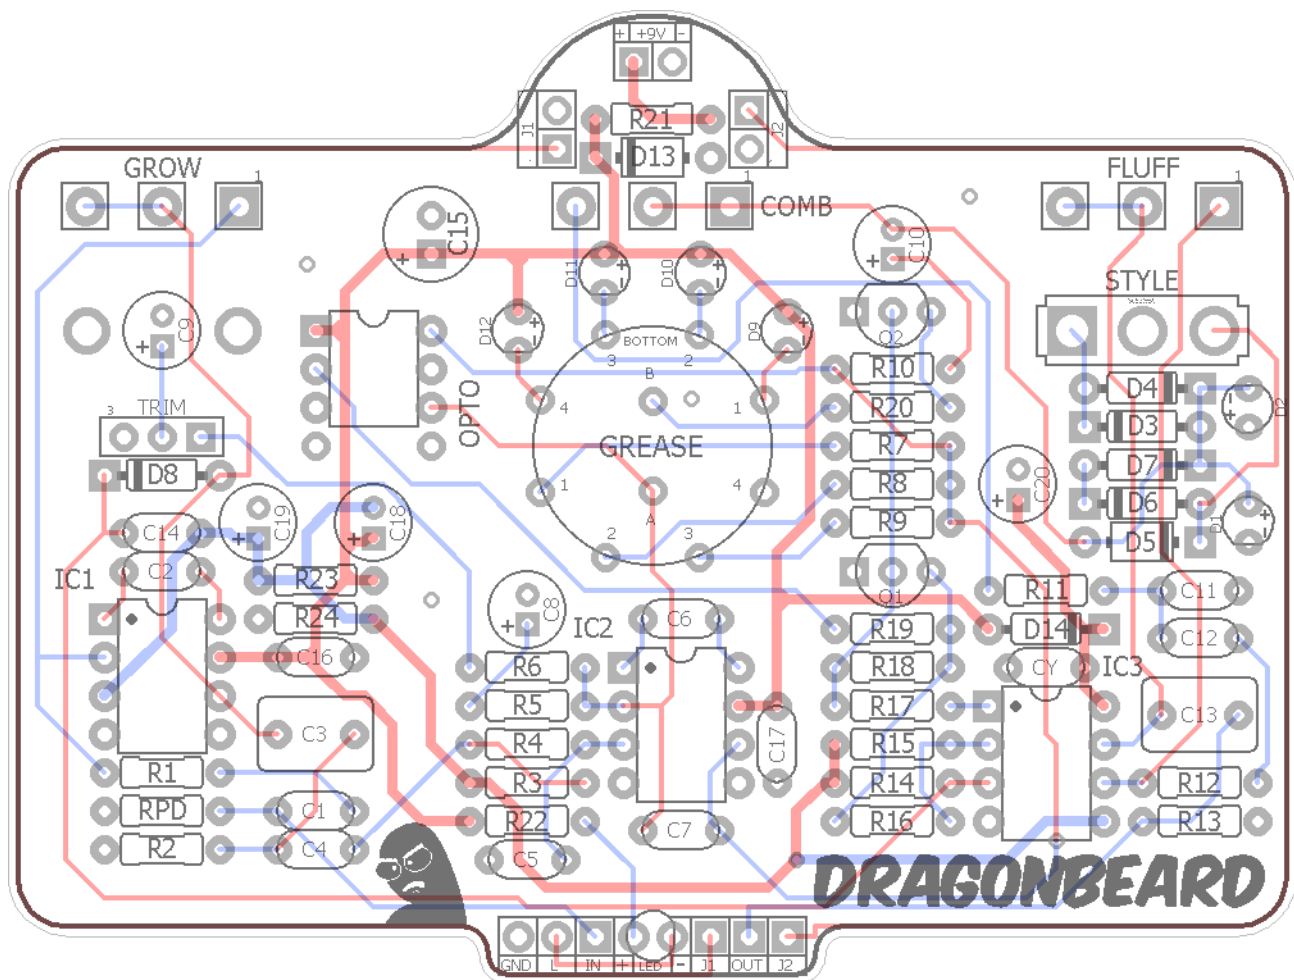 + +9V -
J1
R21
J2
D13
GROW
1
1
COMB
FLUFF
1
C15
C10
D11
D10
STYLE
C9
D12
D9
Q2
BOTTOM
3
2
B
R10
D4
D2
TRIM
3
OPTO
4
1
R20
D3
GREASE
R7
D7
D8
C20
1
4
R8
D6
A
C14
C19
C18
R9
D1
D5
2
3
IC1
C2
R23
Q1
R11
C11
C8
R24
IC2
C6
R19
D14
C12
C16
R6
R18
CY
IC3
R5
R17
C13
C3
R4
C17
R15
R1
R3
R14
R12
RPD
C1
R22
C7
R16
R13
R2
C4
C5
DRAGONBEARD
GND L IN + LED - J1 OUT J2